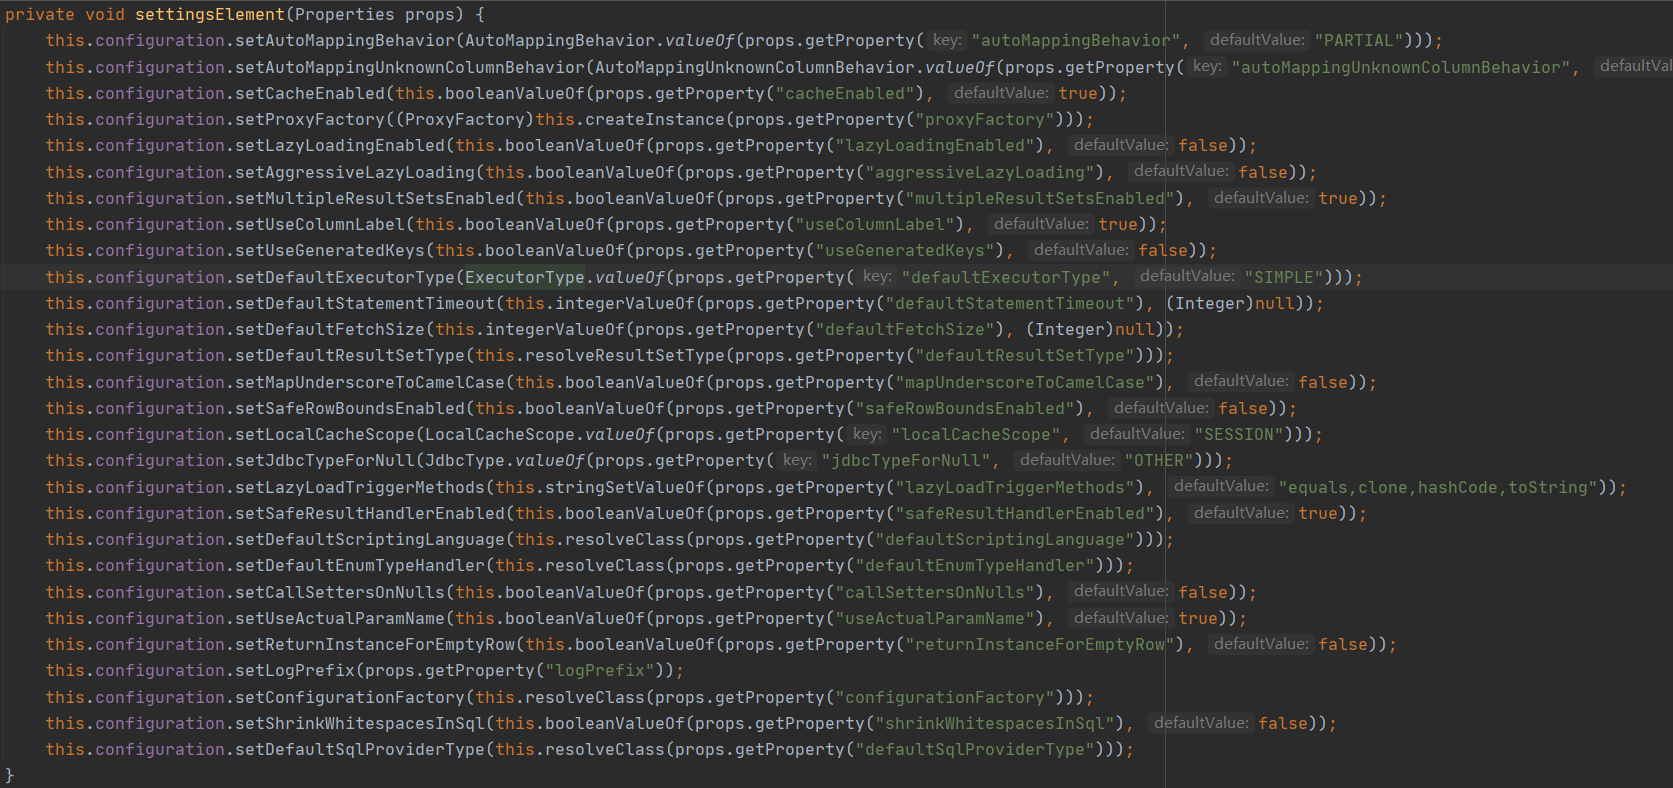 private void settingsElement(Properties props) {
this.configuration.setAutoMappingBehavior(AutoMappingBehavior.valueOf(props.getProperty( key: "autoMappingBehavior", defaultValue: "PARTIAL")));
this.configuration.setAutoMappingUnknownColumnBehavior(AutoMappingUnknownColumnBehavior.valueOf(props.getProperty( key: "autoMappingUnknownColumnBehavior", defaultVal
this.configuration.setCacheEnabled(this.booleanValueOf(props.getProperty("cacheEnabled"), defaultValue: true));
this.configuration.setProxyFactory((ProxyFactory)this.createInstance(props.getProperty("proxyFactory")));
this.configuration.setLazyLoadingEnabled(this.booleanValueOf(props.getProperty("lazyLoadingEnabled"), defaultValue: false));
this.configuration.setAggressiveLazyLoading(this.booleanValueOf(props.getProperty("aggressiveLazyLoading"), defaultValue: false));
this.configuration.setMultipleResultSetsEnabled(this.booleanValueOf(props.getProperty("multipleResultSetsEnabled"), defaultValue: true));
this.configuration.setUseColumnLabel(this.booleanValueOf(props.getProperty("useColumnLabel"), defaultValue: true));
this.configuration.setUseGeneratedKeys(this.booleanValueOf(props.getProperty("useGeneratedKeys"), defaultValue: false));
this.configuration.setDefaultExecutorType(ExecutorType.valueOf(props.getProperty( key: "defaultExecutorType", defaultValue: "SIMPLE")));
this.configuration.setDefaultStatementTimeout(this.integerValueOf(props.getProperty("defaultStatementTimeout"), (Integer)null));
this.configuration.setDefaultFetchSize(this.integerValueOf(props.getProperty("defaultFetchSize"), (Integer)null));
this.configuration.setDefaultResultSetType(this.resolveResultSetType(props.getProperty("defaultResultSetType")));
this.configuration.setMapUnderscoreToCamelCase(this.booleanValueOf(props.getProperty("mapUnderscoreToCamelCase"), defaultValue: false));
this.configuration.setSafeRowBoundsEnabled(this.booleanValueOf(props.getProperty("safeRowBoundsEnabled"), defaultValue: false));
this.configuration.setLocalCacheScope(LocalCacheScope.valueOf(props.getProperty( key: "localCacheScope", defaultValue: "SESSION")));
this.configuration.setJdbcTypeForNull(JdbcType.valueOf(props.getProperty( key: "jdbcTypeForNull", defaultValue: "OTHER")));
this.configuration.setLazyLoadTriggerMethods(this.stringSetValueOf(props.getProperty("lazyLoadTriggerMethods"), defaultValue: "equals,clone,hashCode,toString"));
this.configuration.setSafeResultHandlerEnabled(this.booleanValueOf(props.getProperty("safeResultHandlerEnabled"), defaultValue: true));
this.configuration.setDefaultScriptingLanguage(this.resolveClass(props.getProperty("defaultScriptingLanguage")));
this.configuration.setDefaultEnumTypeHandler(this.resolveClass(props.getProperty("defaultEnumTypeHandler")));
this.configuration.setCallSettersOnNulls(this.booleanValueOf(props.getProperty("callSettersOnNulls"), defaultValue: false));
this.configuration.setUseActualParamName(this.booleanValueOf(props.getProperty("useActualParamName"), defaultValue: true));
this.configuration.setReturnInstanceForEmptyRow(this.booleanValueOf(props.getProperty("returnInstanceForEmptyRow"), defaultValue: false));
this.configuration.setLogPrefix(props.getProperty("logPrefix"));
this.configuration.setConfigurationFactory(this.resolveClass(props.getProperty("configurationFactory")));
this.configuration.setShrinkWhitespacesInSql(this.booleanValueOf(props.getProperty("shrinkWhitespacesInSql"), defaultValue: false));
this.configuration.setDefaultSqlProviderType(this.resolveClass(props.getProperty("defaultSqlProviderType")));
}